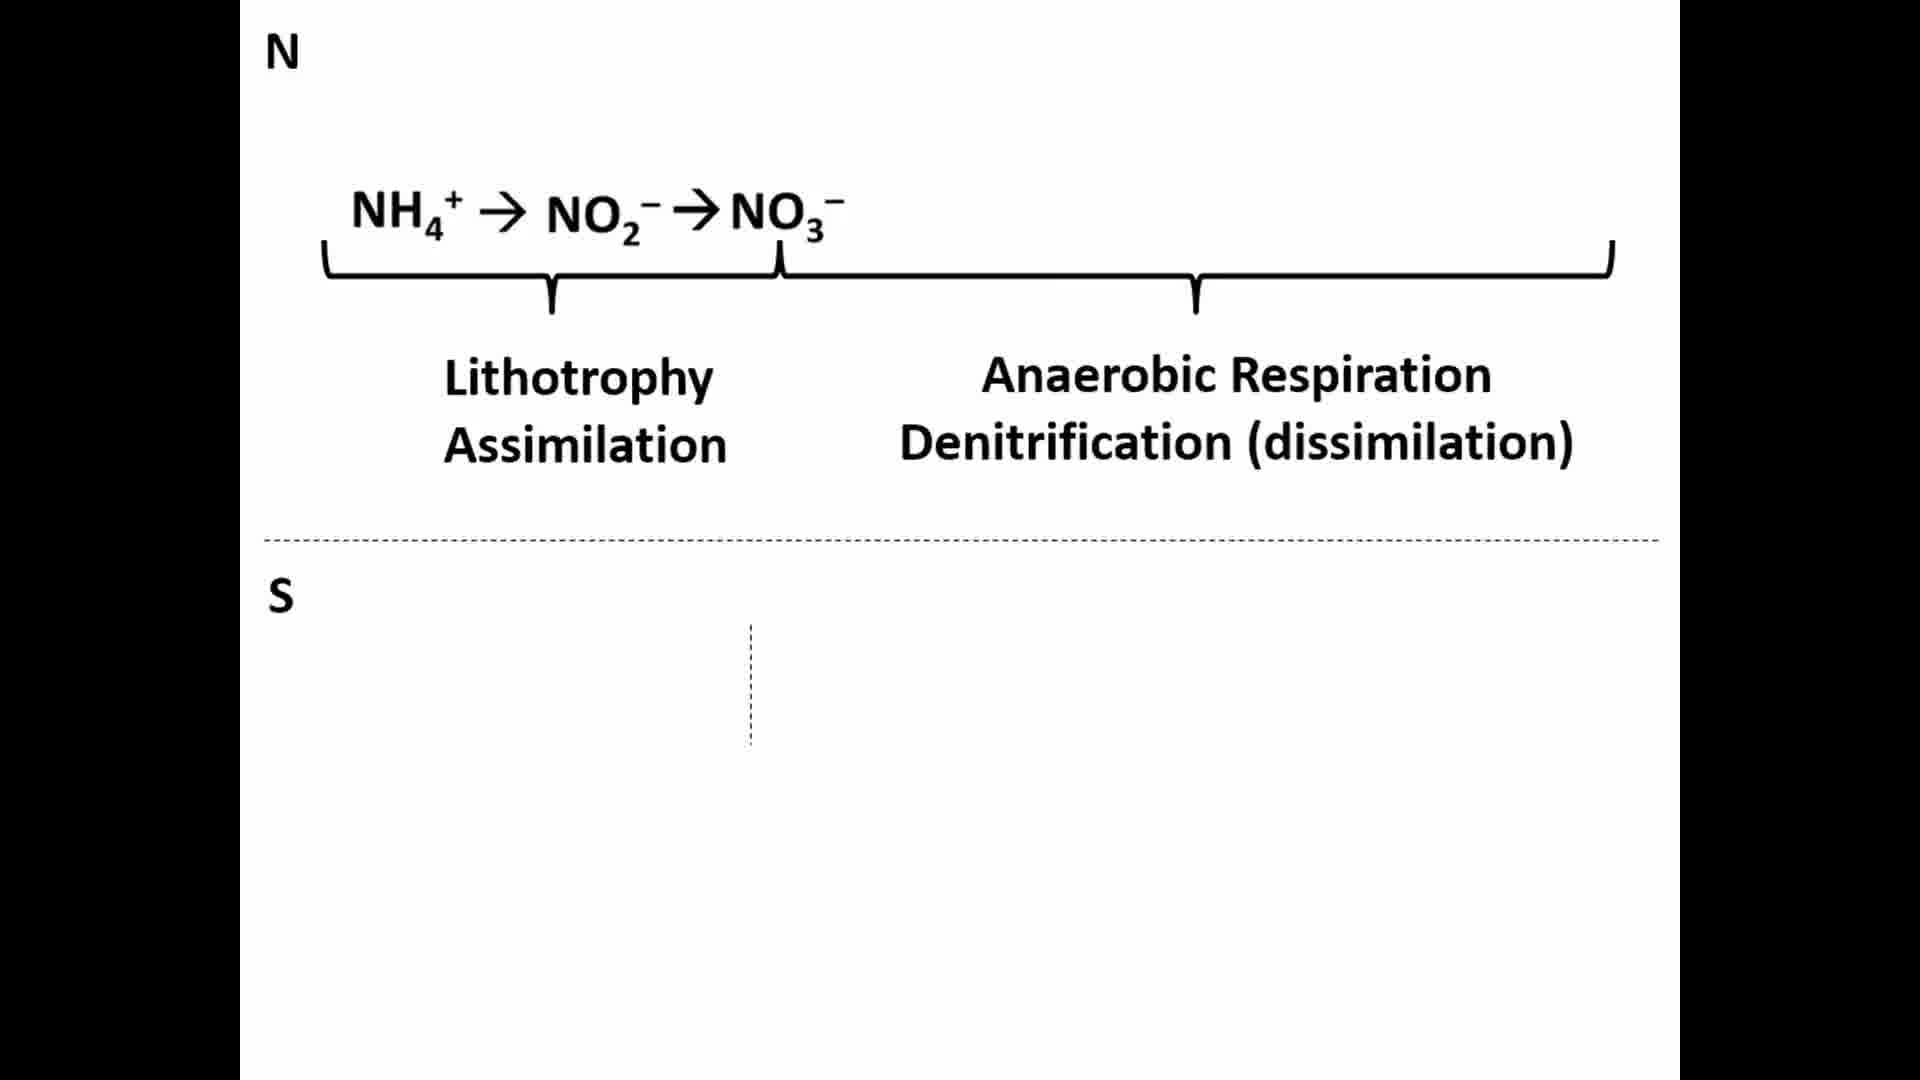 N
NH₄⁺ → NO₂⁻ → NO₃⁻
Lithotrophy
Assimilation
Anaerobic Respiration
Denitrification (dissimilation)
S